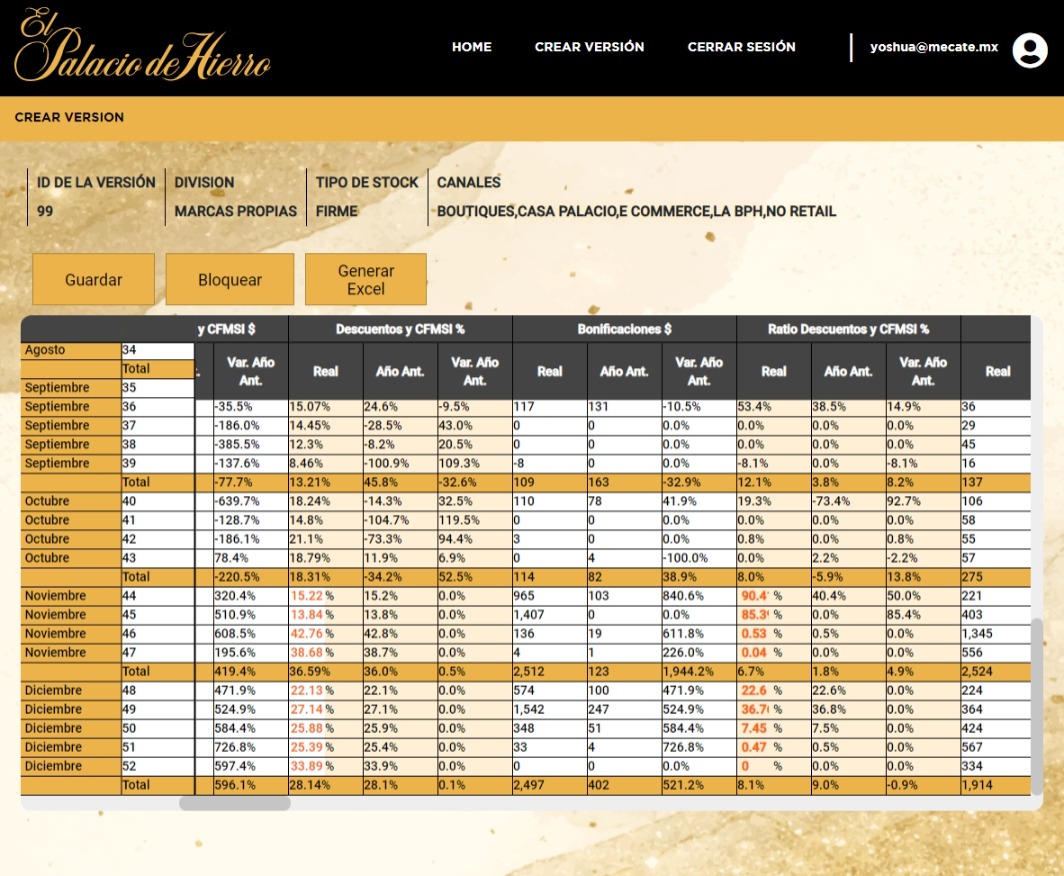 El
Palacio de Hierro
HOME CREAR VERSIÓN CERRAR SESIÓN yoshua@mecate.mx
CREAR VERSION
ID DE LA VERSIÓN DIVISION TIPO DE STOCK CANALES
99 MARCAS PROPIAS FIRME BOUTIQUES,CASA PALACIO,E COMMERCE,LA BPH,NO RETAIL
Guardar Bloquear Generar
Excel
y CFMSI $ Descuentos y CFMSI % Bonificaciones $ Ratio Descuentos y CFMSI %
Agosto 34
Total
. Var. Año Ant. Real Año Ant. Var. Año Ant. Real Año Ant. Var. Año Ant. Real Año Ant. Var. Año Ant. Real
Septiembre 35
Septiembre 36 -35.5% 15.07% 24.6% -9.5% 117 131 -10.5% 53.4% 38.5% 14.9% 36
Septiembre 37 -186.0% 14.45% -28.5% 43.0% 0 0 0.0% 0.0% 0.0% 0.0% 29
Septiembre 38 -385.5% 12.3% -8.2% 20.5% 0 0 0.0% 0.0% 0.0% 0.0% 45
Septiembre 39 -137.6% 8.46% -100.9% 109.3% -8 0 0.0% -8.1% 0.0% -8.1% 16
Total -77.7% 13.21% 45.8% -32.6% 109 163 -32.9% 12.1% 3.8% 8.2% 137
Octubre 40 -639.7% 18.24% -14.3% 32.5% 110 78 41.9% 19.3% -73.4% 92.7% 106
Octubre 41 -128.7% 14.8% -104.7% 119.5% 0 0 0.0% 0.0% 0.0% 0.0% 58
Octubre 42 -186.1% 21.1% -73.3% 94.4% 3 0 0.0% 0.8% 0.0% 0.8% 55
Octubre 43 78.4% 18.79% 11.9% 6.9% 0 4 -100.0% 0.0% 2.2% -2.2% 57
Total -220.5% 18.31% -34.2% 52.5% 114 82 38.9% 8.0% -5.9% 13.8% 275
Noviembre 44 320.4% 15.22 % 15.2% 0.0% 965 103 840.6% 90.4 % 40.4% 50.0% 221
Noviembre 45 510.9% 13.84 % 13.8% 0.0% 1,407 0 0.0% 85.3 % 0.0% 85.4% 403
Noviembre 46 608.5% 42.76 % 42.8% 0.0% 136 19 611.8% 0.53 % 0.5% 0.0% 1,345
Noviembre 47 195.6% 38.68 % 38.7% 0.0% 4 1 226.0% 0.04 % 0.0% 0.0% 556
Total 419.4% 36.59% 36.0% 0.5% 2,512 123 1,944.2% 6.7% 1.8% 4.9% 2,524
Diciembre 48 471.9% 22.13 % 22.1% 0.0% 574 100 471.9% 22.6 % 22.6% 0.0% 224
Diciembre 49 524.9% 27.14 % 27.1% 0.0% 1,542 247 524.9% 36.7 % 36.8% 0.0% 364
Diciembre 50 584.4% 25.88 % 25.9% 0.0% 348 51 584.4% 7.45 % 7.5% 0.0% 424
Diciembre 51 726.8% 25.39 % 25.4% 0.0% 33 4 726.8% 0.47 % 0.5% 0.0% 567
Diciembre 52 597.4% 33.89 % 33.9% 0.0% 0 0 0.0% 0 % 0.0% 0.0% 334
Total 596.1% 28.14% 28.1% 0.1% 2,497 402 521.2% 8.1% 9.0% -0.9% 1,914